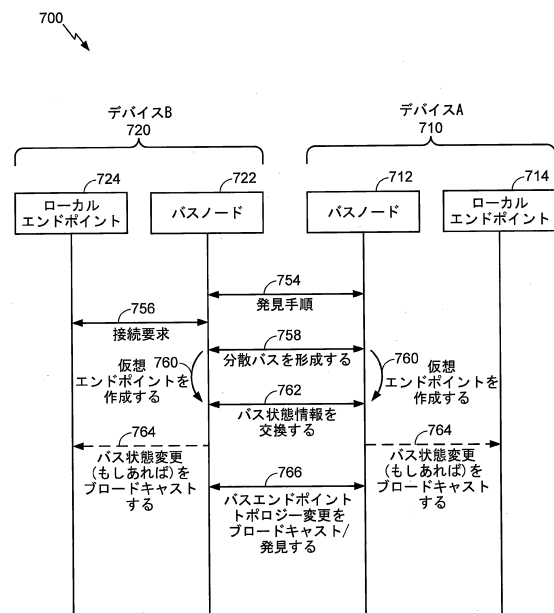 700
デバイスB
720
デバイスA
710
724
722
712
714
ローカル
エンドポイント
バスノード
バスノード
ローカル
エンドポイント
754
発見手順
756
接続要求
758
分散バスを形成する
仮想
エンドポイントを
作成する
760
760
仮想
エンドポイントを
作成する
762
バス状態情報を
交換する
764
バス状態変更
(もしあれば)を
ブロードキャスト
する
764
バス状態変更
(もしあれば)を
ブロードキャスト
する
766
バスエンドポイント
トポロジー変更を
ブロードキャスト/
発見する